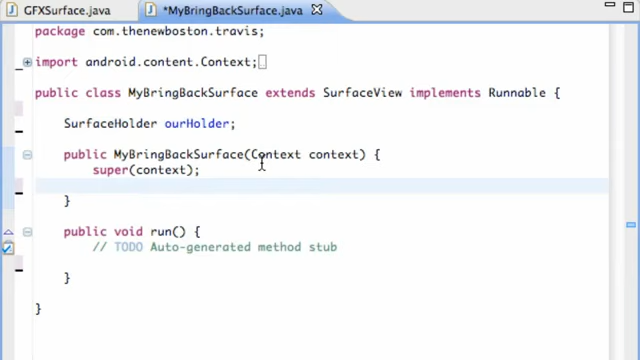 GFXSurface.java *MyBringBackSurface.java
package com.thenewboston.travis;
import android.content.Context;
public class MyBringBackSurface extends SurfaceView implements Runnable {
SurfaceHolder ourHolder;
public MyBringBackSurface(Context context) {
super(context);
}
public void run() {
// TODO Auto-generated method stub
}
}